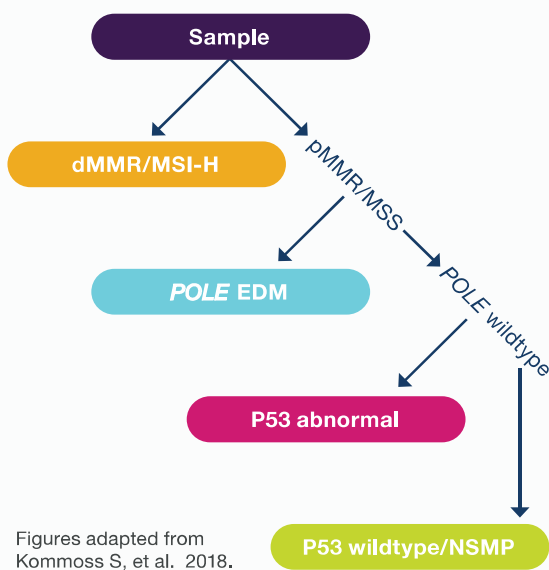 Sample
dMMR/MSI-H
pMMR/MSS
POLE EDM
POLE wildtype
P53 abnormal
P53 wildtype/NSMP
Figures adapted from
Kommoss S, et al. 2018.